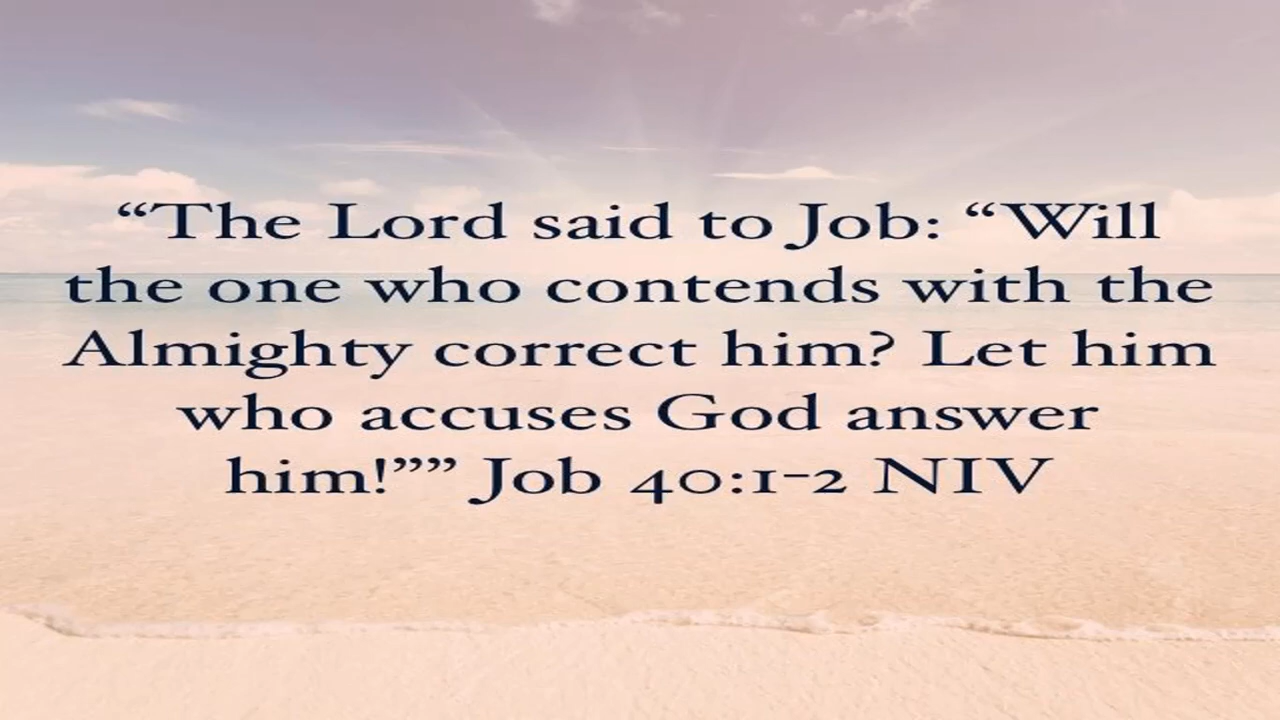 “The Lord said to Job: “Will
the one who contends with the
Almighty correct him? Let him
who accuses God answer
him!”” Job 40:1-2 NIV